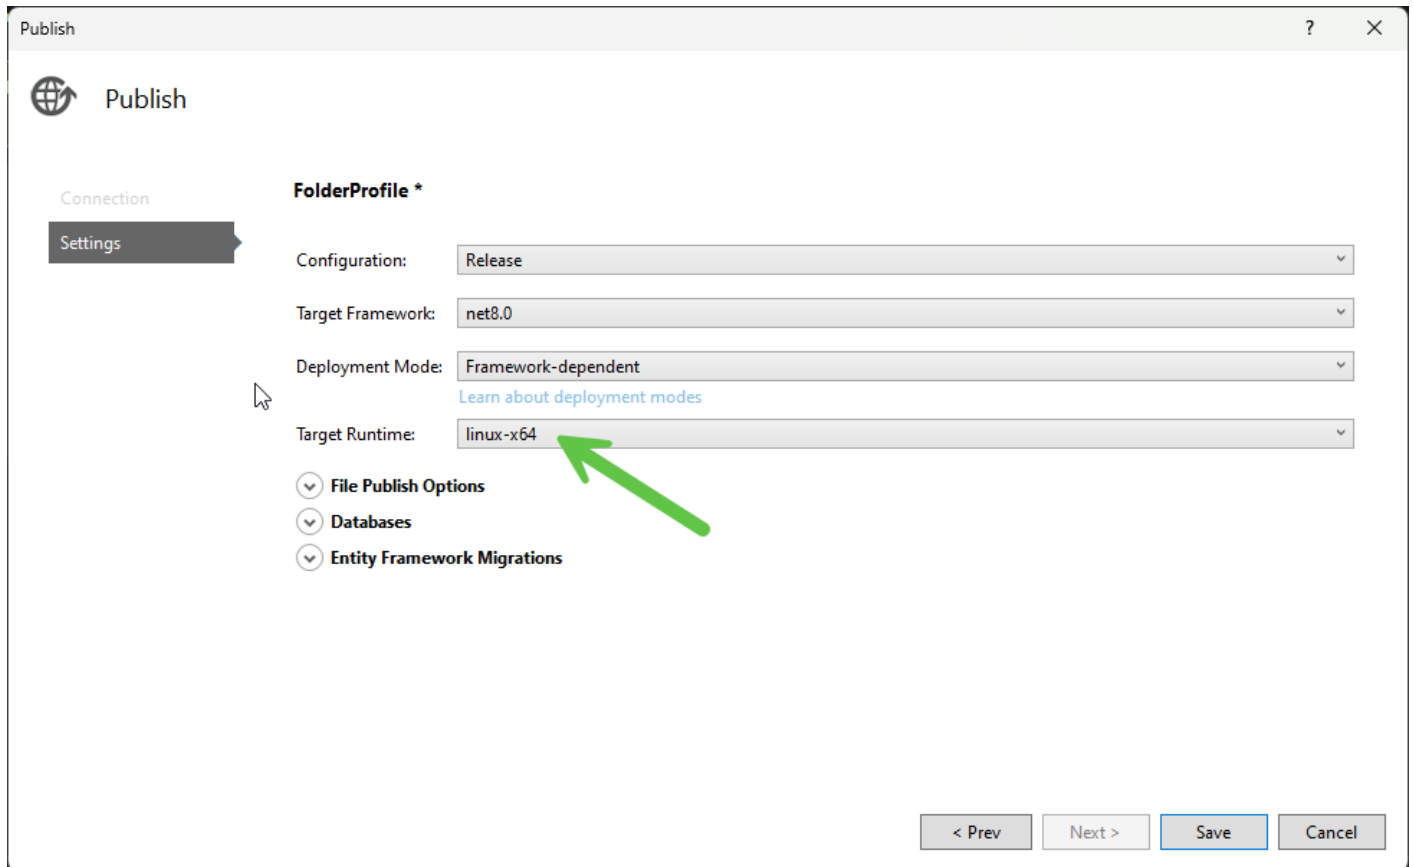 Publish ?
Publish
Connection
Settings
FolderProfile *
Configuration: Release
Target Framework: net8.0
Deployment Mode: Framework-dependent
Learn about deployment modes
Target Runtime: linux-x64
File Publish Options
Databases
Entity Framework Migrations
< Prev Next > Save Cancel